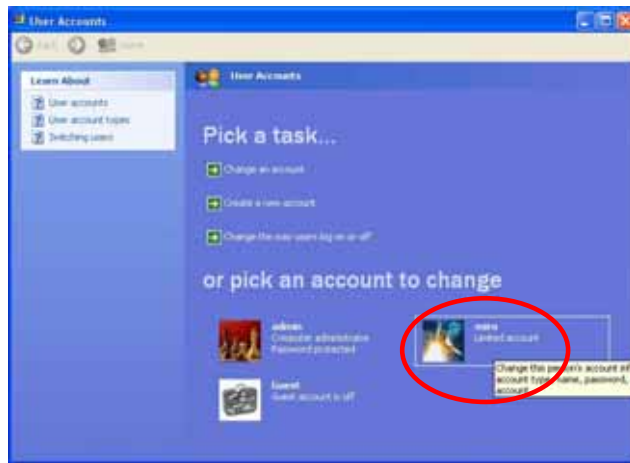 User Accounts
Back
Home
Learn About
User accounts
User account types
Switching users
User Accounts
Pick a task...
Change an account
Create a new account
Change the way users log on or off
or pick an account to change
admin
Computer administrator
Password protected
Limited account
Guest
Guest account is off
Change this person's account inf
account type, name, password,
account